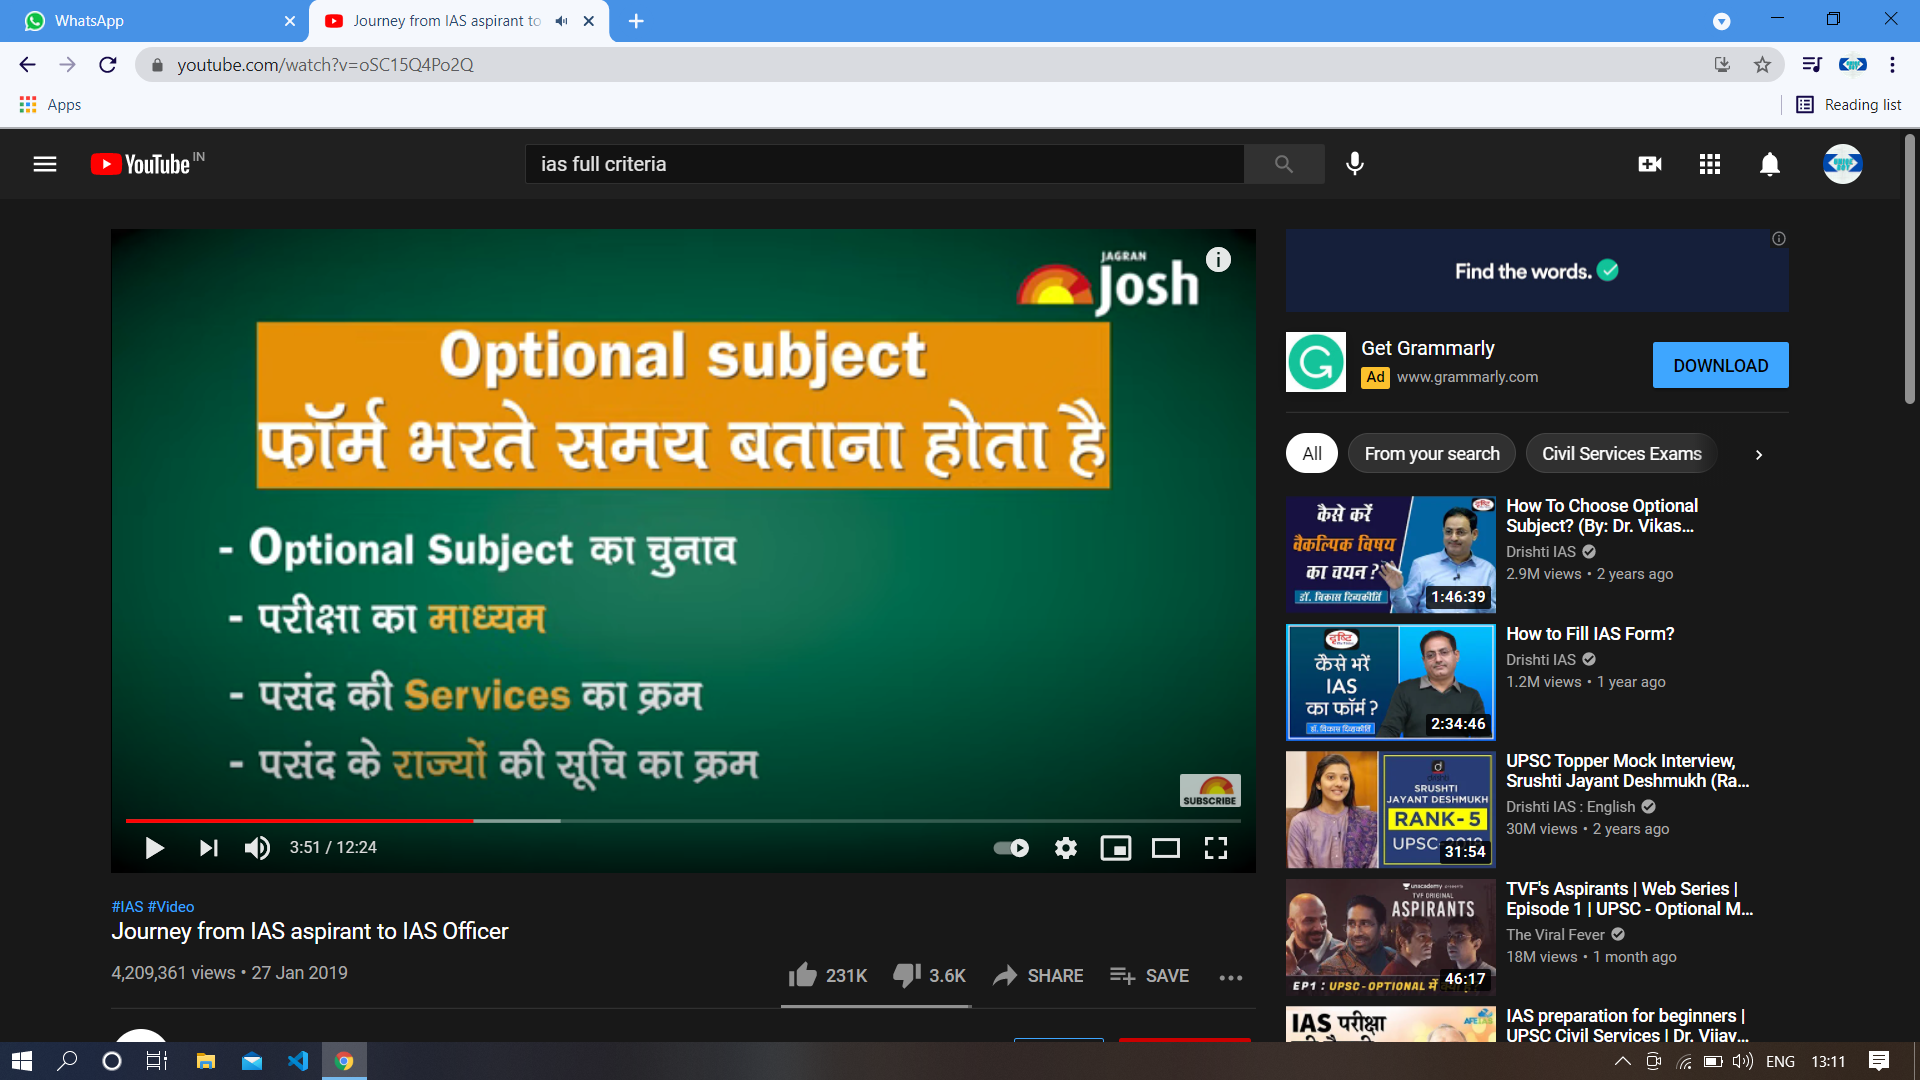 WhatsApp
Journey from IAS aspirant to
youtube.com/watch?v=oSC15Q4Po2Q
Apps
Reading list
YouTube IN
ias full criteria
JAGRAN
Josh
Optional subject
फॉर्म भरते समय बताना होता है
- Optional Subject का चुनाव
- परीक्षा का माध्यम
- पसंद की Services का क्रम
- पसंद के राज्यों की सूचि का क्रम
SUBSCRIBE
3:51 / 12:24
#IAS #Video
Journey from IAS aspirant to IAS Officer
4,209,361 views • 27 Jan 2019
231K
3.6K
SHARE
SAVE
Find the words.
Get Grammarly
Ad www.grammarly.com
DOWNLOAD
All
From your search
Civil Services Exams
कैसे करें
वैकल्पिक विषय
का चयन ?
डॉ. विकास दिव्यकीर्ति
1:46:39
How To Choose Optional
Subject? (By: Dr. Vikas...
Drishti IAS
2.9M views • 2 years ago
दृष्टि
कैसे भरें
IAS
का फॉर्म ?
डॉ. विकास दिव्यकीर्ति
2:34:46
How to Fill IAS Form?
Drishti IAS
1.2M views • 1 year ago
SRUSHTI
JAYANT DESHMUKH
RANK- 5
31:54
UPSC Topper Mock Interview,
Srushti Jayant Deshmukh (Ra...
Drishti IAS : English
30M views • 2 years ago
unacademy presents
TVF ORIGINAL
ASPIRANTS
EP1 : UPSC - OPTIONAL में
46:17
TVF's Aspirants | Web Series |
Episode 1 | UPSC - Optional M...
The Viral Fever
18M views • 1 month ago
IAS परीक्षा
IAS preparation for beginners |
UPSC Civil Services | Dr. Vijay...
ENG
13:11